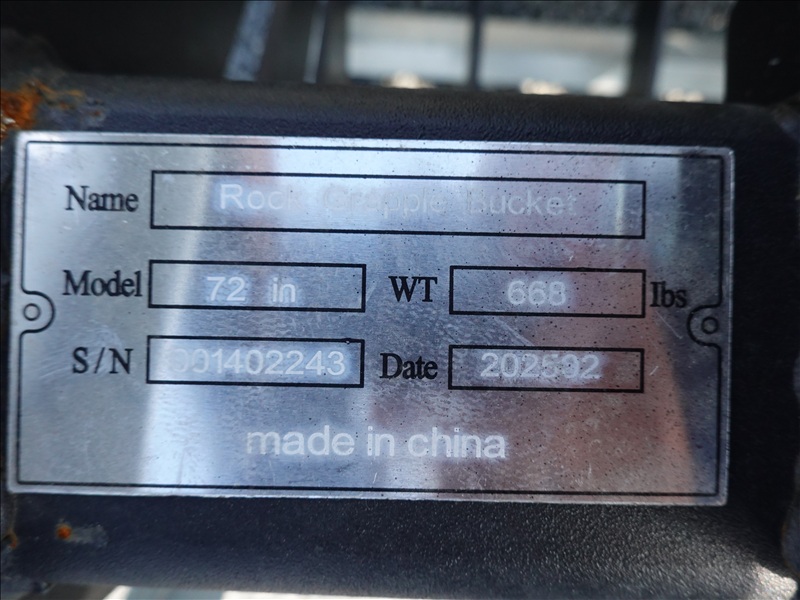 Name Rock Grapple Bucket
Model 72 in WT 668 lbs
S/N 001402243 Date 202502
made in china